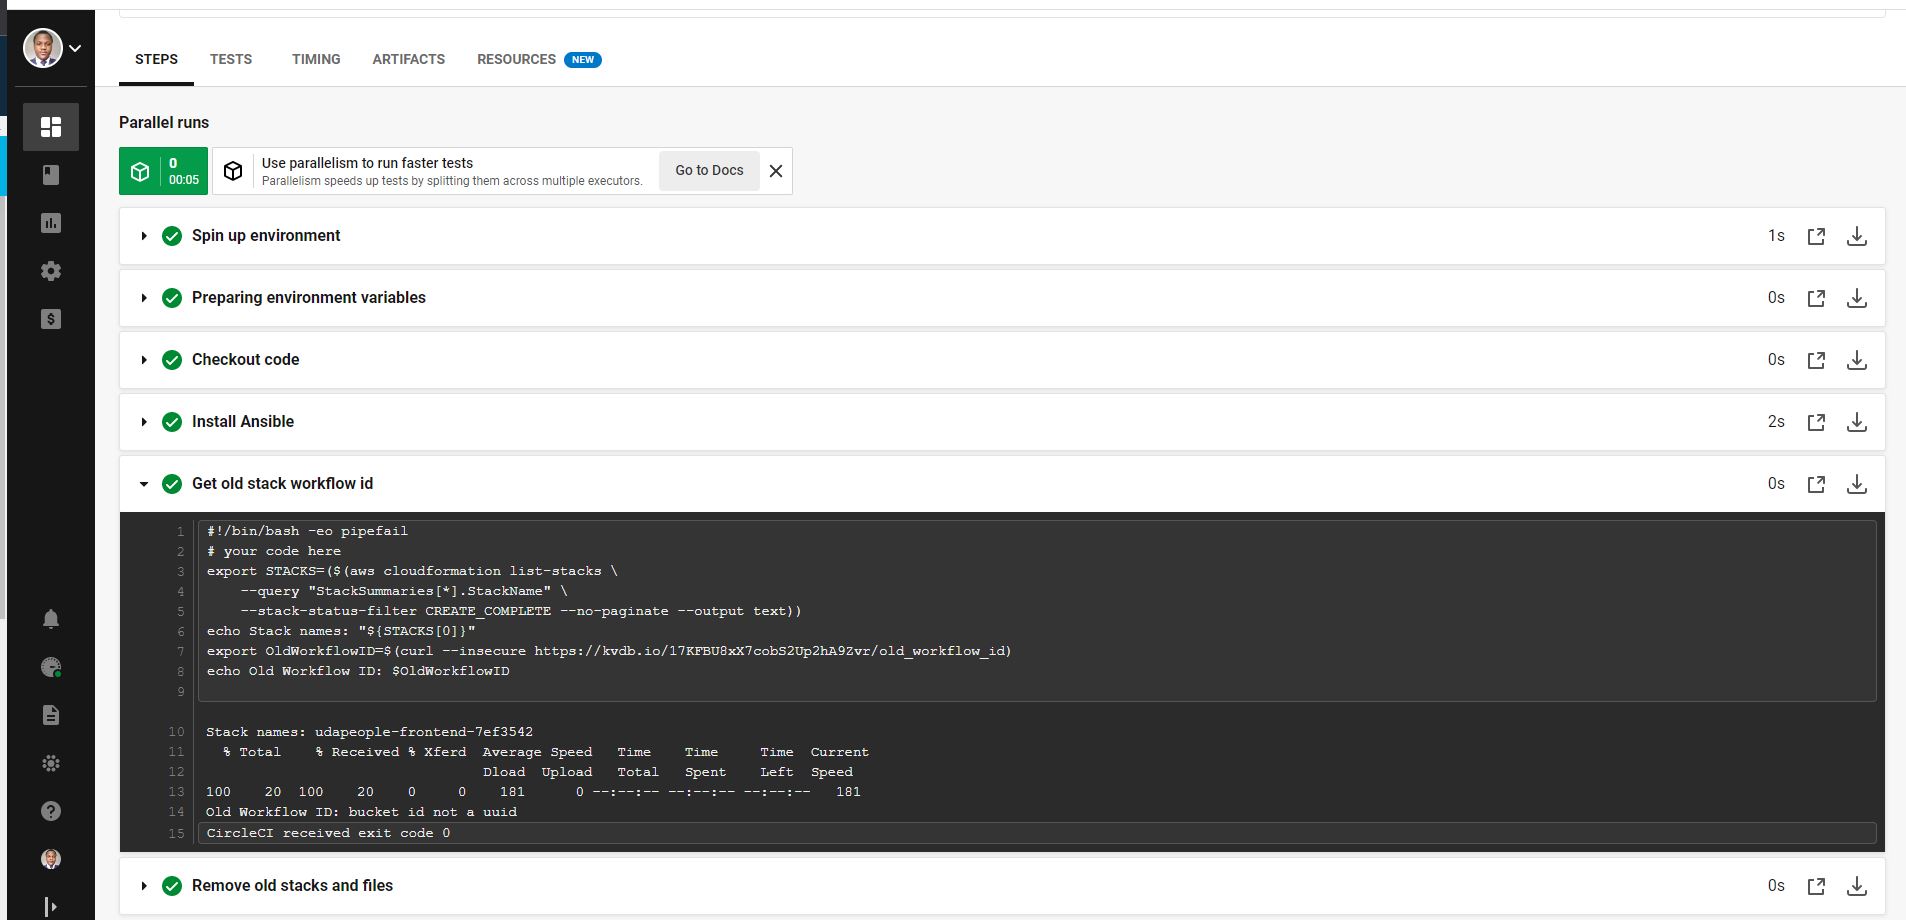 STEPS TESTS TIMING ARTIFACTS RESOURCES NEW
Parallel runs
0
00:05
Use parallelism to run faster tests
Parallelism speeds up tests by splitting them across multiple executors.
Go to Docs
Spin up environment 1s
Preparing environment variables 0s
Checkout code 0s
Install Ansible 2s
Get old stack workflow id 0s
1 #!/bin/bash -eo pipefail
2 # your code here
3 export STACKS=($(aws cloudformation list-stacks \
4 --query "StackSummaries[*].StackName" \
5 --stack-status-filter CREATE_COMPLETE --no-paginate --output text))
6 echo Stack names: "${STACKS[0]}"
7 export OldWorkflowID=$(curl --insecure https://kvdb.io/17KFBU8xX7cobS2Up2hA9Zvr/old_workflow_id)
8 echo Old Workflow ID: $OldWorkflowID
9
10 Stack names: udapeople-frontend-7ef3542
11 % Total % Received % Xferd Average Speed Time Time Time Current
12 Dload Upload Total Spent Left Speed
13 100 20 100 20 0 0 181 0 --:--:-- --:--:-- --:--:-- 181
14 Old Workflow ID: bucket id not a uuid
15 CircleCI received exit code 0
Remove old stacks and files 0s